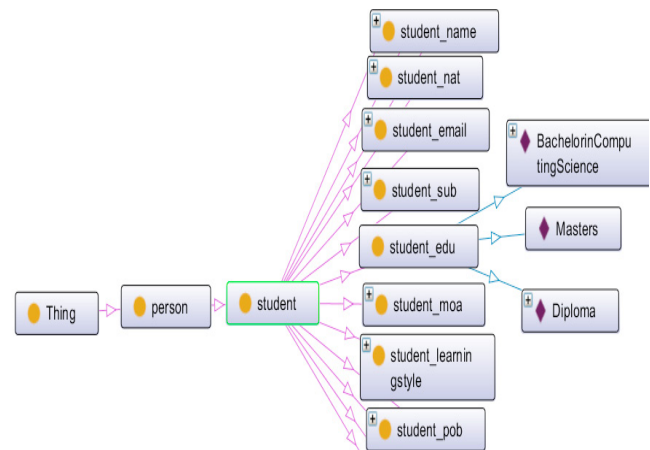 student_name
student_nat
student_email
BachelorinCompu
tingScience
student_sub
student_edu
Masters
Thing
person
student
student_moa
Diploma
student_learnin
gstyle
student_pob